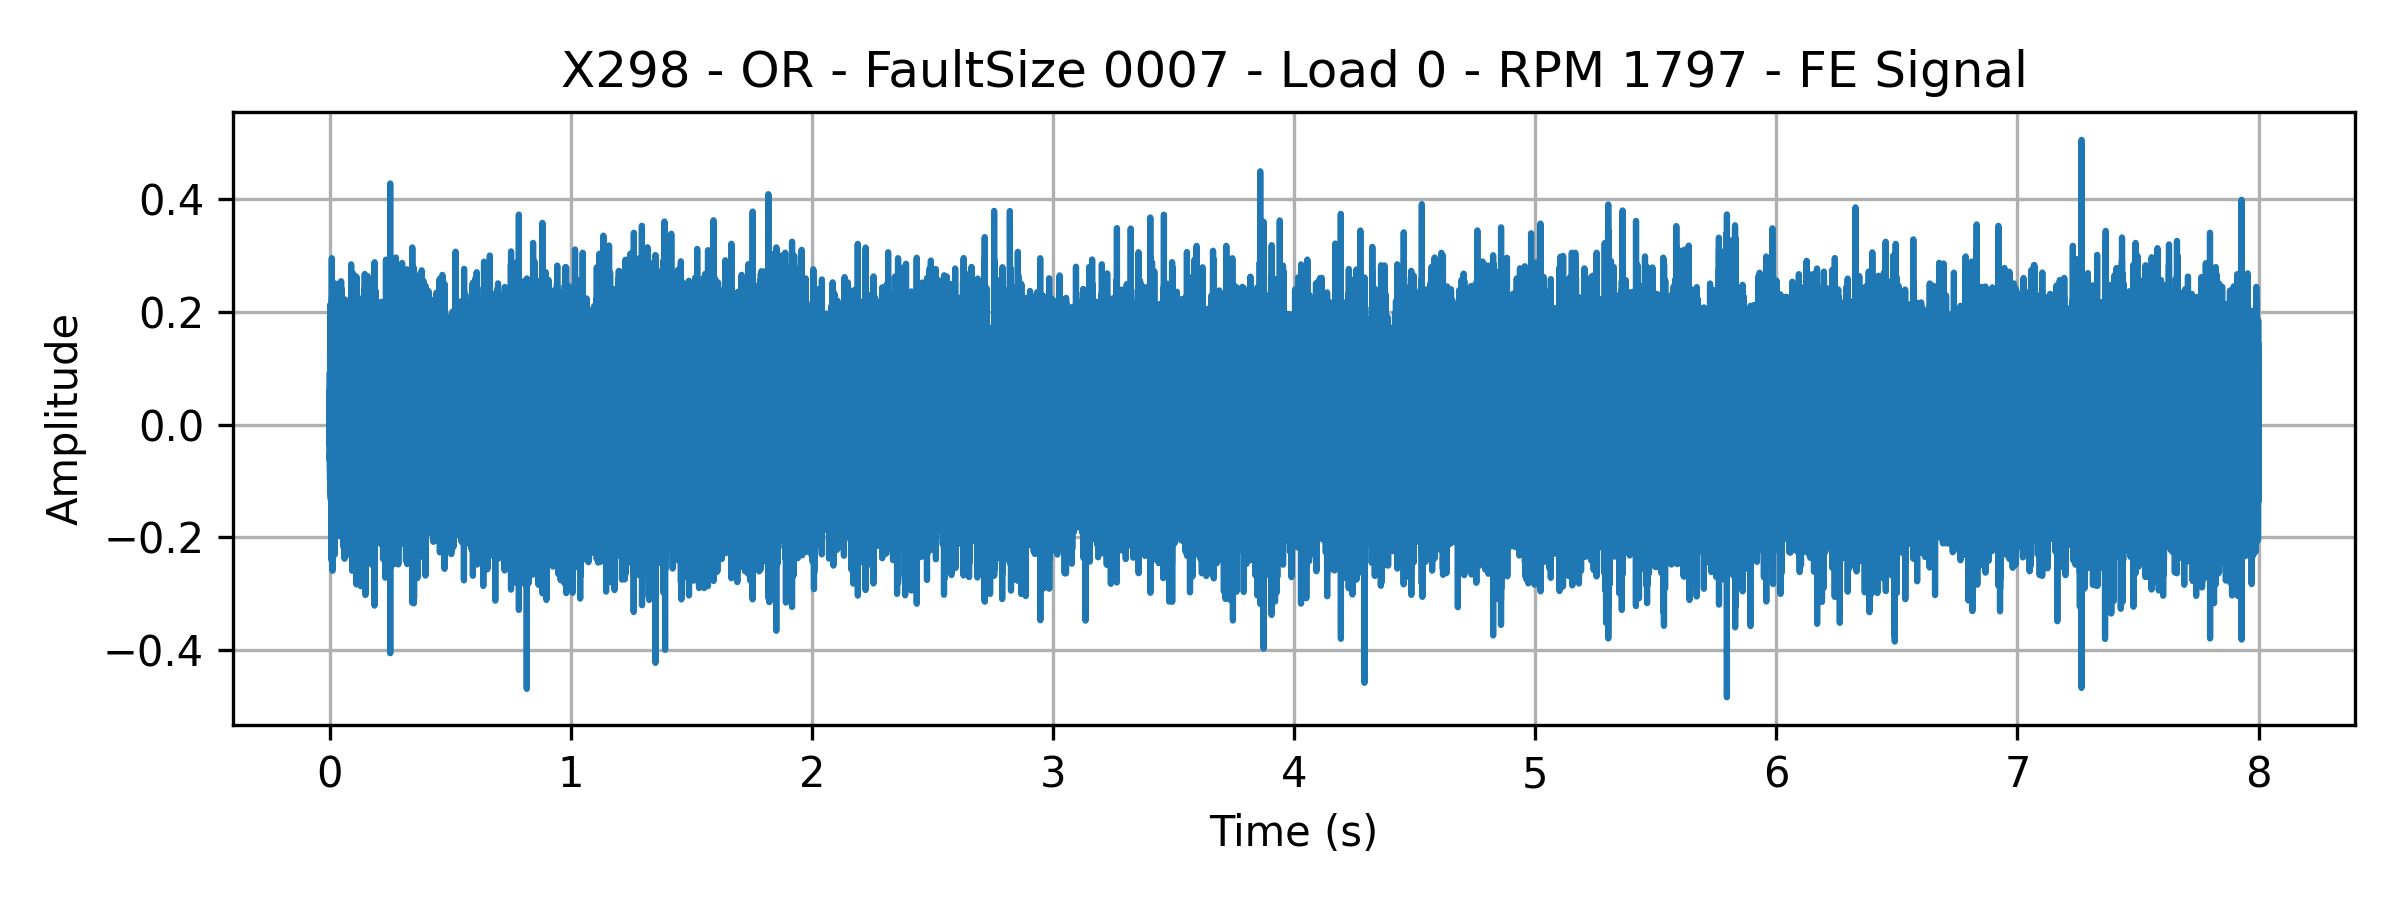 X298 - OR - FaultSize 0007 - Load 0 - RPM 1797 - FE Signal
Amplitude
0.4
0.2
0.0
−0.2
−0.4
0 1 2 3 4 5 6 7 8
Time (s)